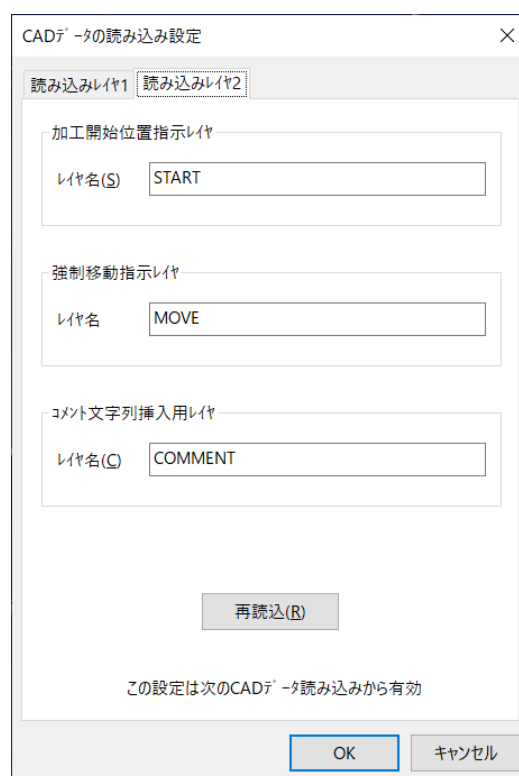 CADﾃﾞｰﾀの読み込み設定
読み込みﾚｲﾔ1 読み込みﾚｲﾔ2
加工開始位置指示ﾚｲﾔ
ﾚｲﾔ名(S) START
強制移動指示ﾚｲﾔ
ﾚｲﾔ名 MOVE
ｺﾒﾝﾄ文字列挿入用ﾚｲﾔ
ﾚｲﾔ名(C) COMMENT
再読込(R)
この設定は次のCADﾃﾞｰﾀ読み込みから有効
OK キャンセル